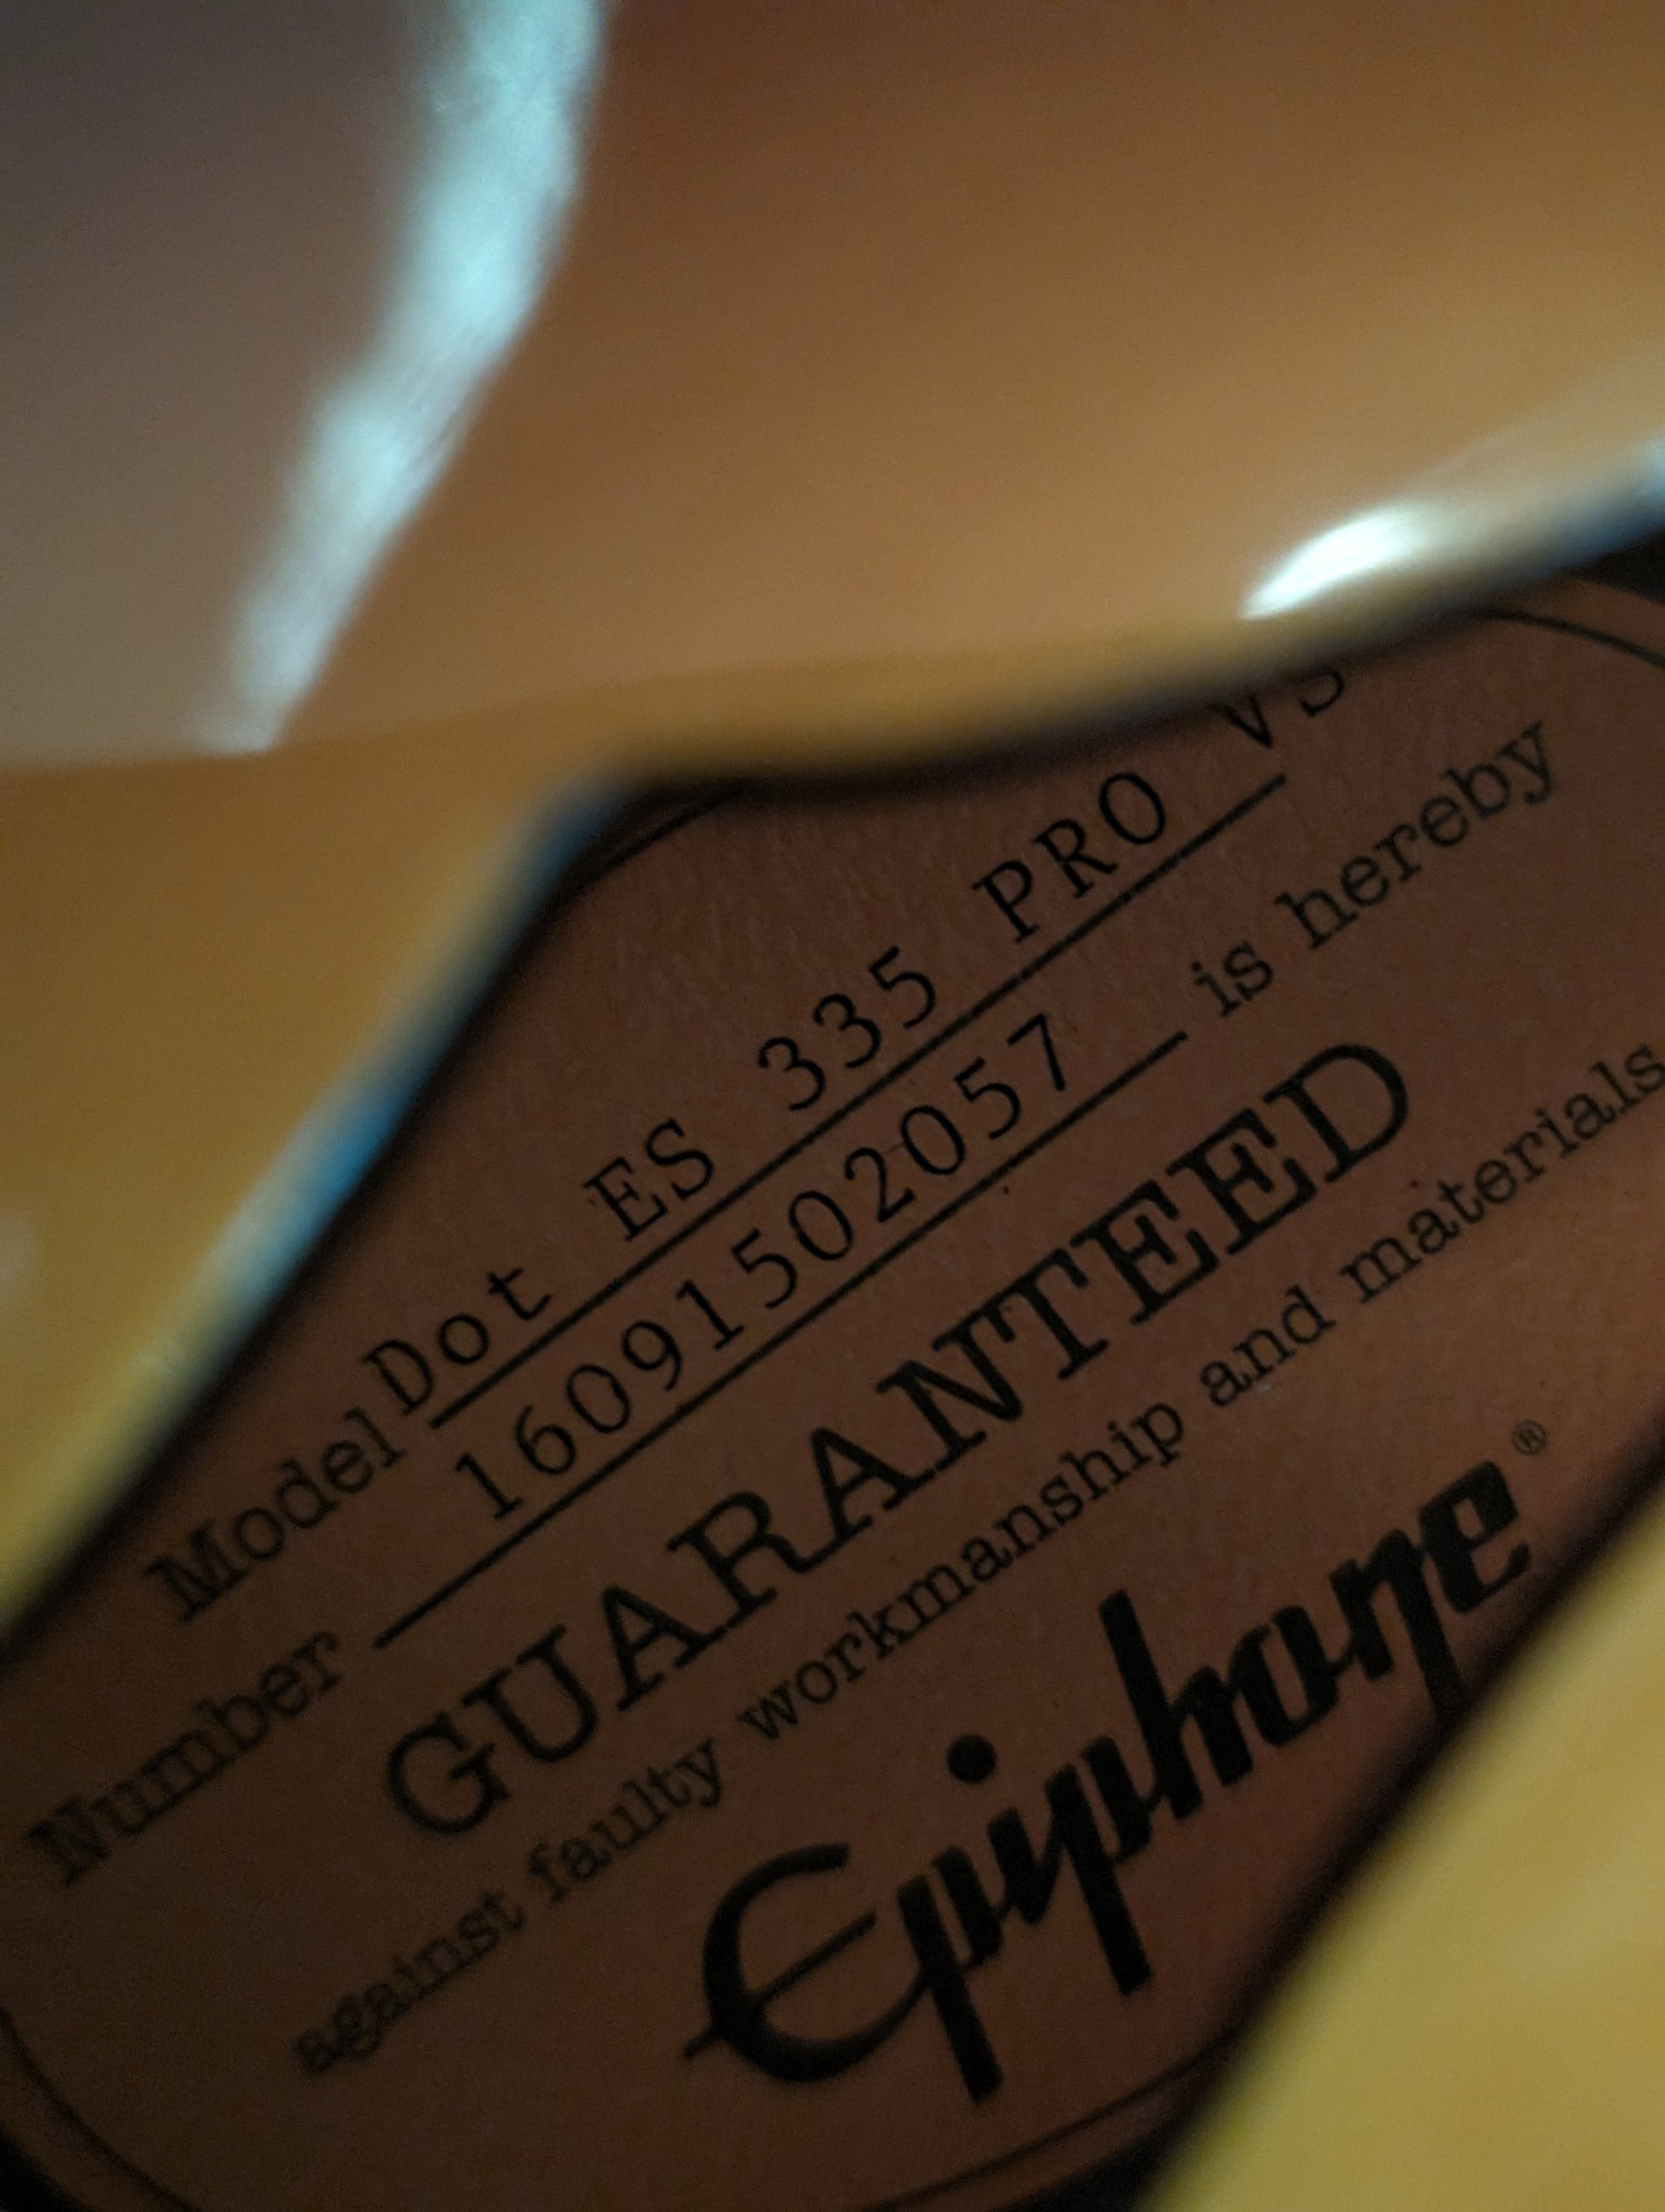 Model Dot ES 335 PRO VS
Number 16091502057 is hereby
GUARANTEED
against faulty workmanship and materials
Epiphone®